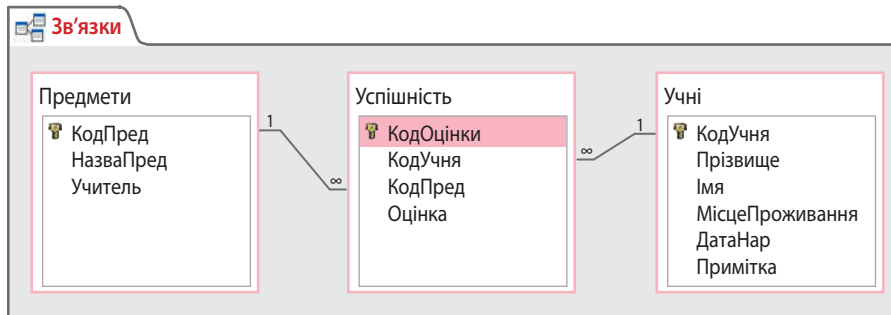 Зв’язки
Предмети
КодПред
НазваПред
Учитель
1
∞
Успішність
КодОцінки
КодУчня
КодПред
Оцінка
∞
1
Учні
КодУчня
Прізвище
Імя
МісцеПроживання
ДатаНар
Примітка